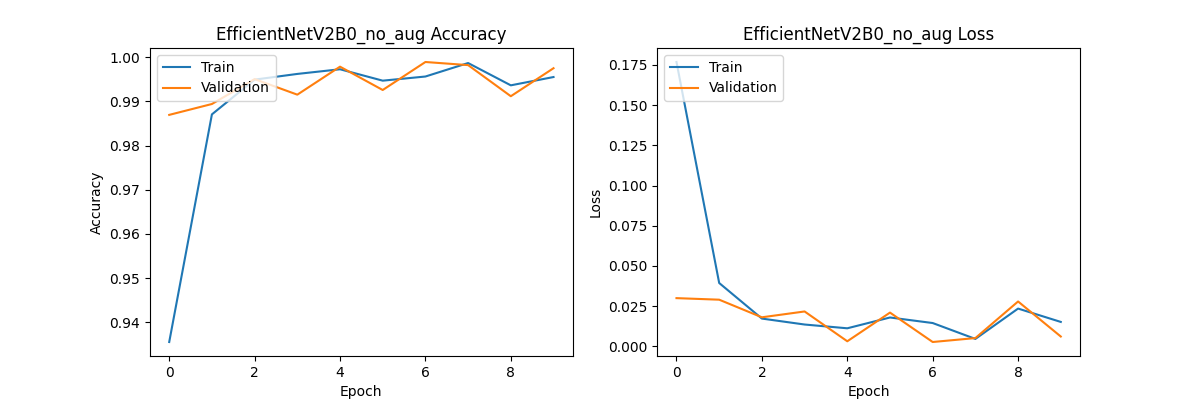 EfficientNetV2B0_no_aug Accuracy
Train
Validation
1.00
0.99
0.98
0.97
0.96
0.95
0.94
Accuracy
0 2 4 6 8
Epoch
EfficientNetV2B0_no_aug Loss
Train
Validation
0.175
0.150
0.125
0.100
0.075
0.050
0.025
0.000
Loss
0 2 4 6 8
Epoch